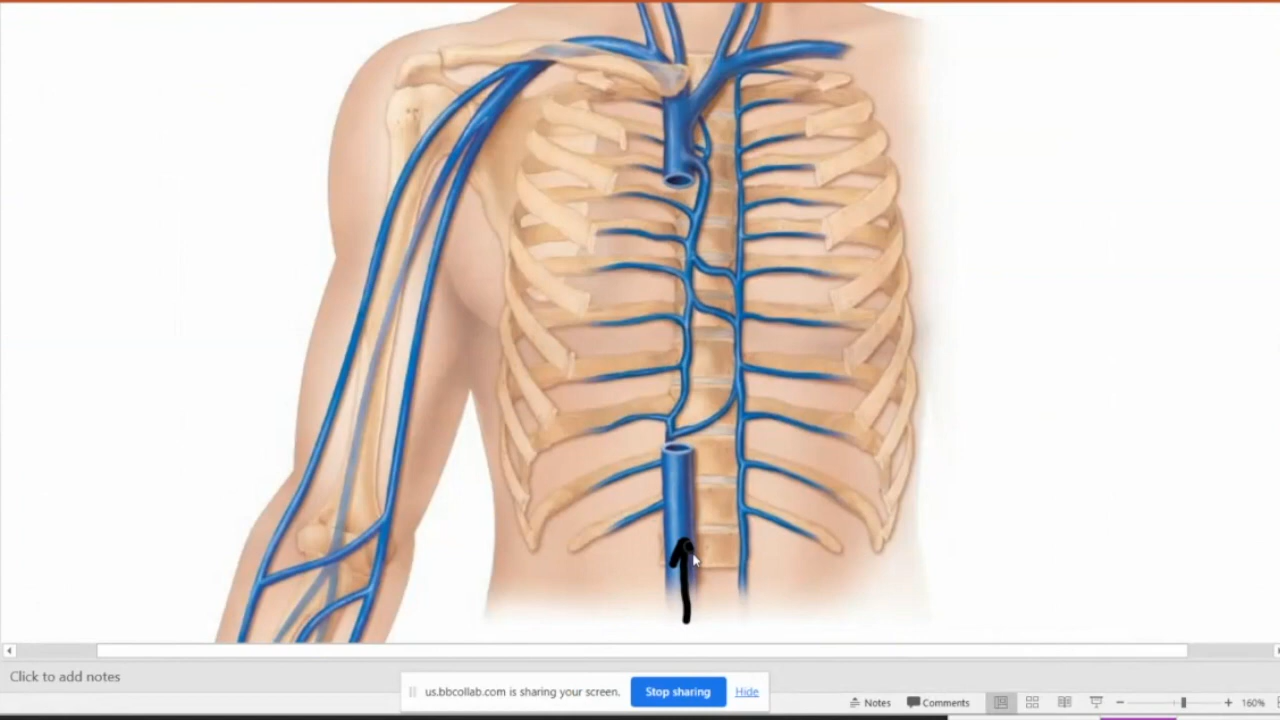 Click to add notes
us.bbcollab.com is sharing your screen.
Stop sharing
Hide
Notes
Comments
160%